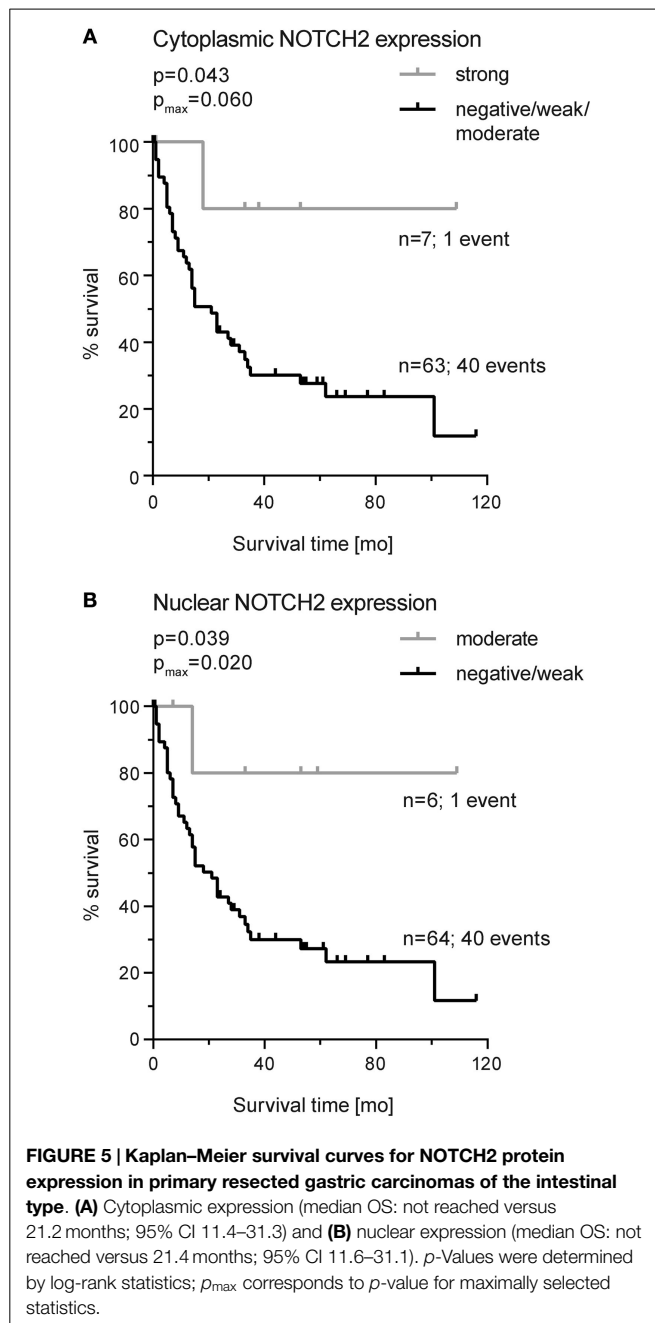 A Cytoplasmic NOTCH2 expression
p=0.043
pmax=0.060
strong
negative/weak/
moderate
100
80
60
40
20
0
% survival
n=7; 1 event
n=63; 40 events
0 40 80 120
Survival time [mo]
B Nuclear NOTCH2 expression
p=0.039
pmax=0.020
moderate
negative/weak
100
80
60
40
20
0
% survival
n=6; 1 event
n=64; 40 events
0 40 80 120
Survival time [mo]
FIGURE 5 | Kaplan–Meier survival curves for NOTCH2 protein
expression in primary resected gastric carcinomas of the intestinal
type. (A) Cytoplasmic expression (median OS: not reached versus
21.2 months; 95% CI 11.4–31.3) and (B) nuclear expression (median OS: not
reached versus 21.4 months; 95% CI 11.6–31.1). p-Values were determined
by log-rank statistics; pmax corresponds to p-value for maximally selected
statistics.